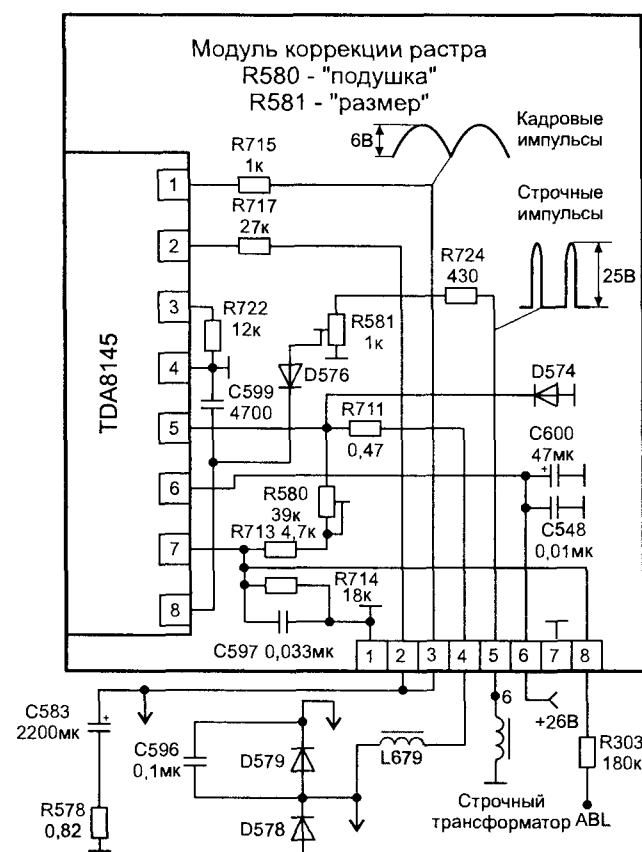 Модуль коррекции растра
R580 - "подушка"
R581 - "размер"
Кадровые
импульсы
6В
R715
1к
1
Строчные
импульсы
R717
27к
2
R724
430
25В
3
R722
12к
R581
1к
TDA8145
4
D576
D574
C599
4700
R711
5
0,47
C600
47мк
+
6
R580
39к
C548
0,01мк
R713 4,7к
7
R714
18к
8
C597 0,033мк
1 2 3 4 5 6 7 8
C583
2200мк
+
6
+26В
C596
0,1мк
D579
L679
R303
180к
R578
0,82
D578
Строчный
трансформатор
ABL